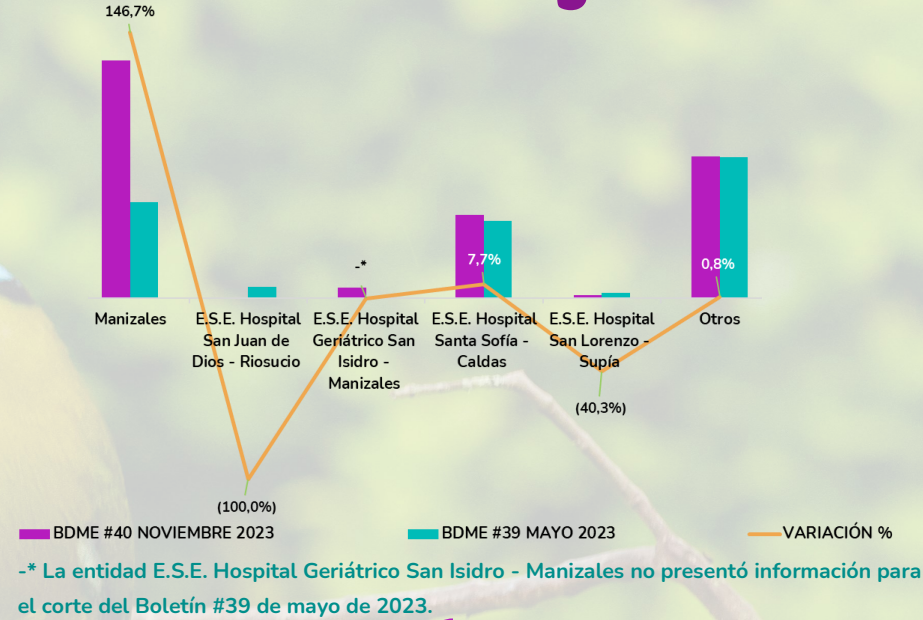 146,7%
-*
7,7%
0,8%
Manizales
E.S.E. Hospital
San Juan de
Dios - Riosucio
E.S.E. Hospital
Geriátrico San
Isidro -
Manizales
E.S.E. Hospital
Santa Sofía -
Caldas
E.S.E. Hospital
San Lorenzo -
Supía
Otros
(40,3%)
(100,0%)
BDME #40 NOVIEMBRE 2023
BDME #39 MAYO 2023
VARIACIÓN %
-* La entidad E.S.E. Hospital Geriátrico San Isidro - Manizales no presentó información para
el corte del Boletín #39 de mayo de 2023.